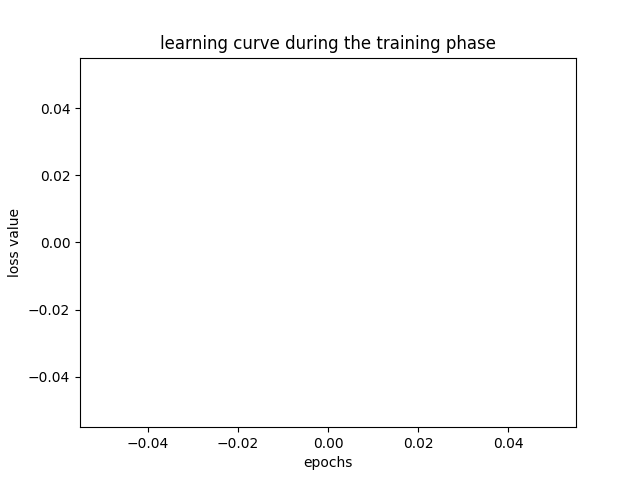 learning curve during the training phase
0.04
0.02
0.00
−0.02
−0.04
loss value
−0.04 −0.02 0.00 0.02 0.04
epochs